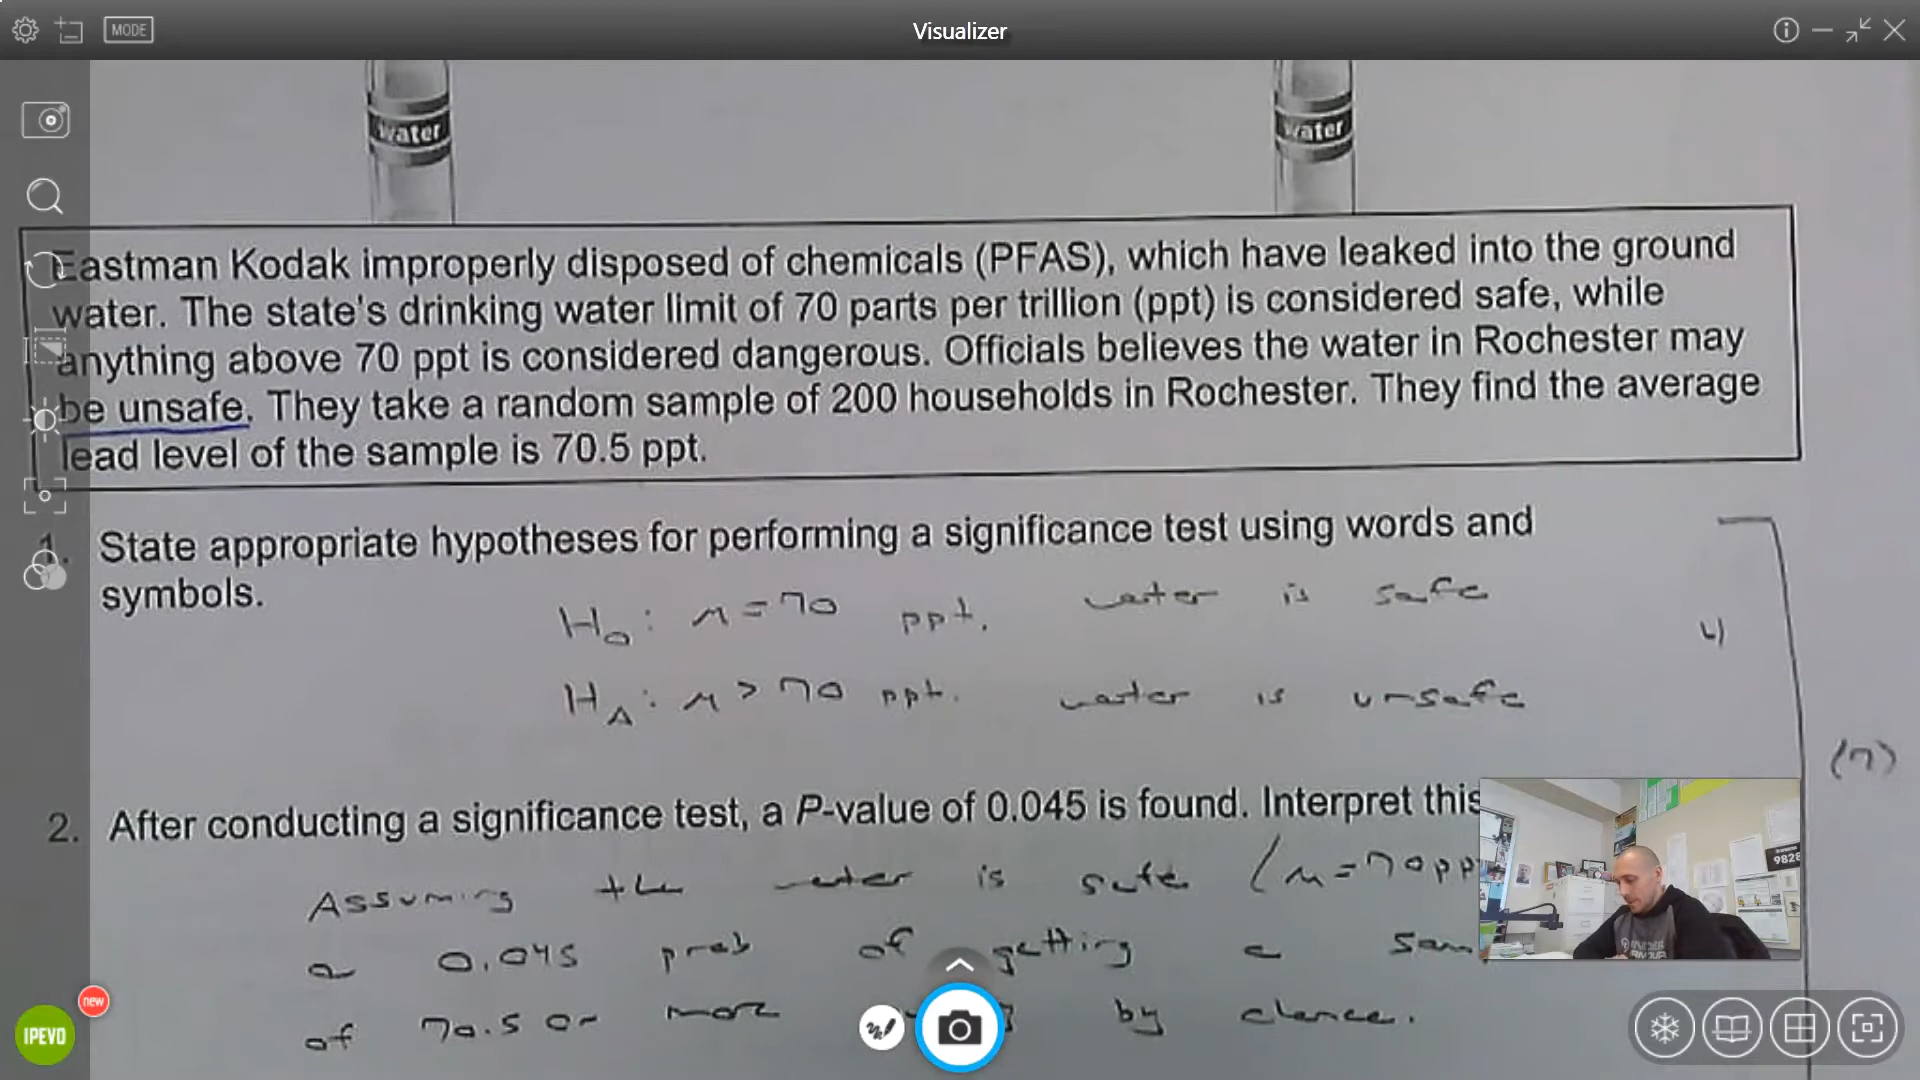 MODE
Visualizer
water
water
Eastman Kodak improperly disposed of chemicals (PFAS), which have leaked into the ground
water. The state's drinking water limit of 70 parts per trillion (ppt) is considered safe, while
anything above 70 ppt is considered dangerous. Officials believes the water in Rochester may
be unsafe. They take a random sample of 200 households in Rochester. They find the average
lead level of the sample is 70.5 ppt.
1. State appropriate hypotheses for performing a significance test using words and
symbols.
H₀: μ = 70 ppt. water is safe
4
Hₐ: μ > 70 ppt. water is unsafe
(7)
2. After conducting a significance test, a P-value of 0.045 is found. Interpret this
Assuming the water is safe (μ = 70 pp
a 0.045 prob of getting a sam
of 70.5 or more by chance.
9828
new
IPEVO